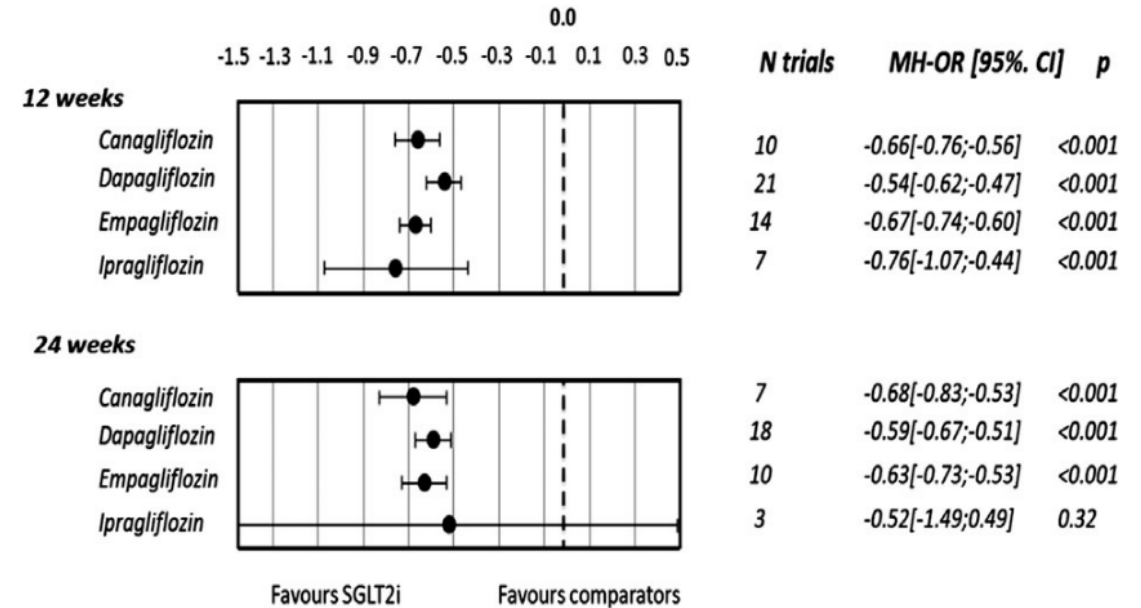 0.0
-1.5 -1.3 -1.1 -0.9 -0.7 -0.5 -0.3 -0.1 0.1 0.3 0.5 N trials MH-OR [95%. CI] p
12 weeks
Canagliflozin 10 -0.66[-0.76;-0.56] <0.001
Dapagliflozin 21 -0.54[-0.62;-0.47] <0.001
Empagliflozin 14 -0.67[-0.74;-0.60] <0.001
Ipragliflozin 7 -0.76[-1.07;-0.44] <0.001
24 weeks
Canagliflozin 7 -0.68[-0.83;-0.53] <0.001
Dapagliflozin 18 -0.59[-0.67;-0.51] <0.001
Empagliflozin 10 -0.63[-0.73;-0.53] <0.001
Ipragliflozin 3 -0.52[-1.49;0.49] 0.32
Favours SGLT2i Favours comparators